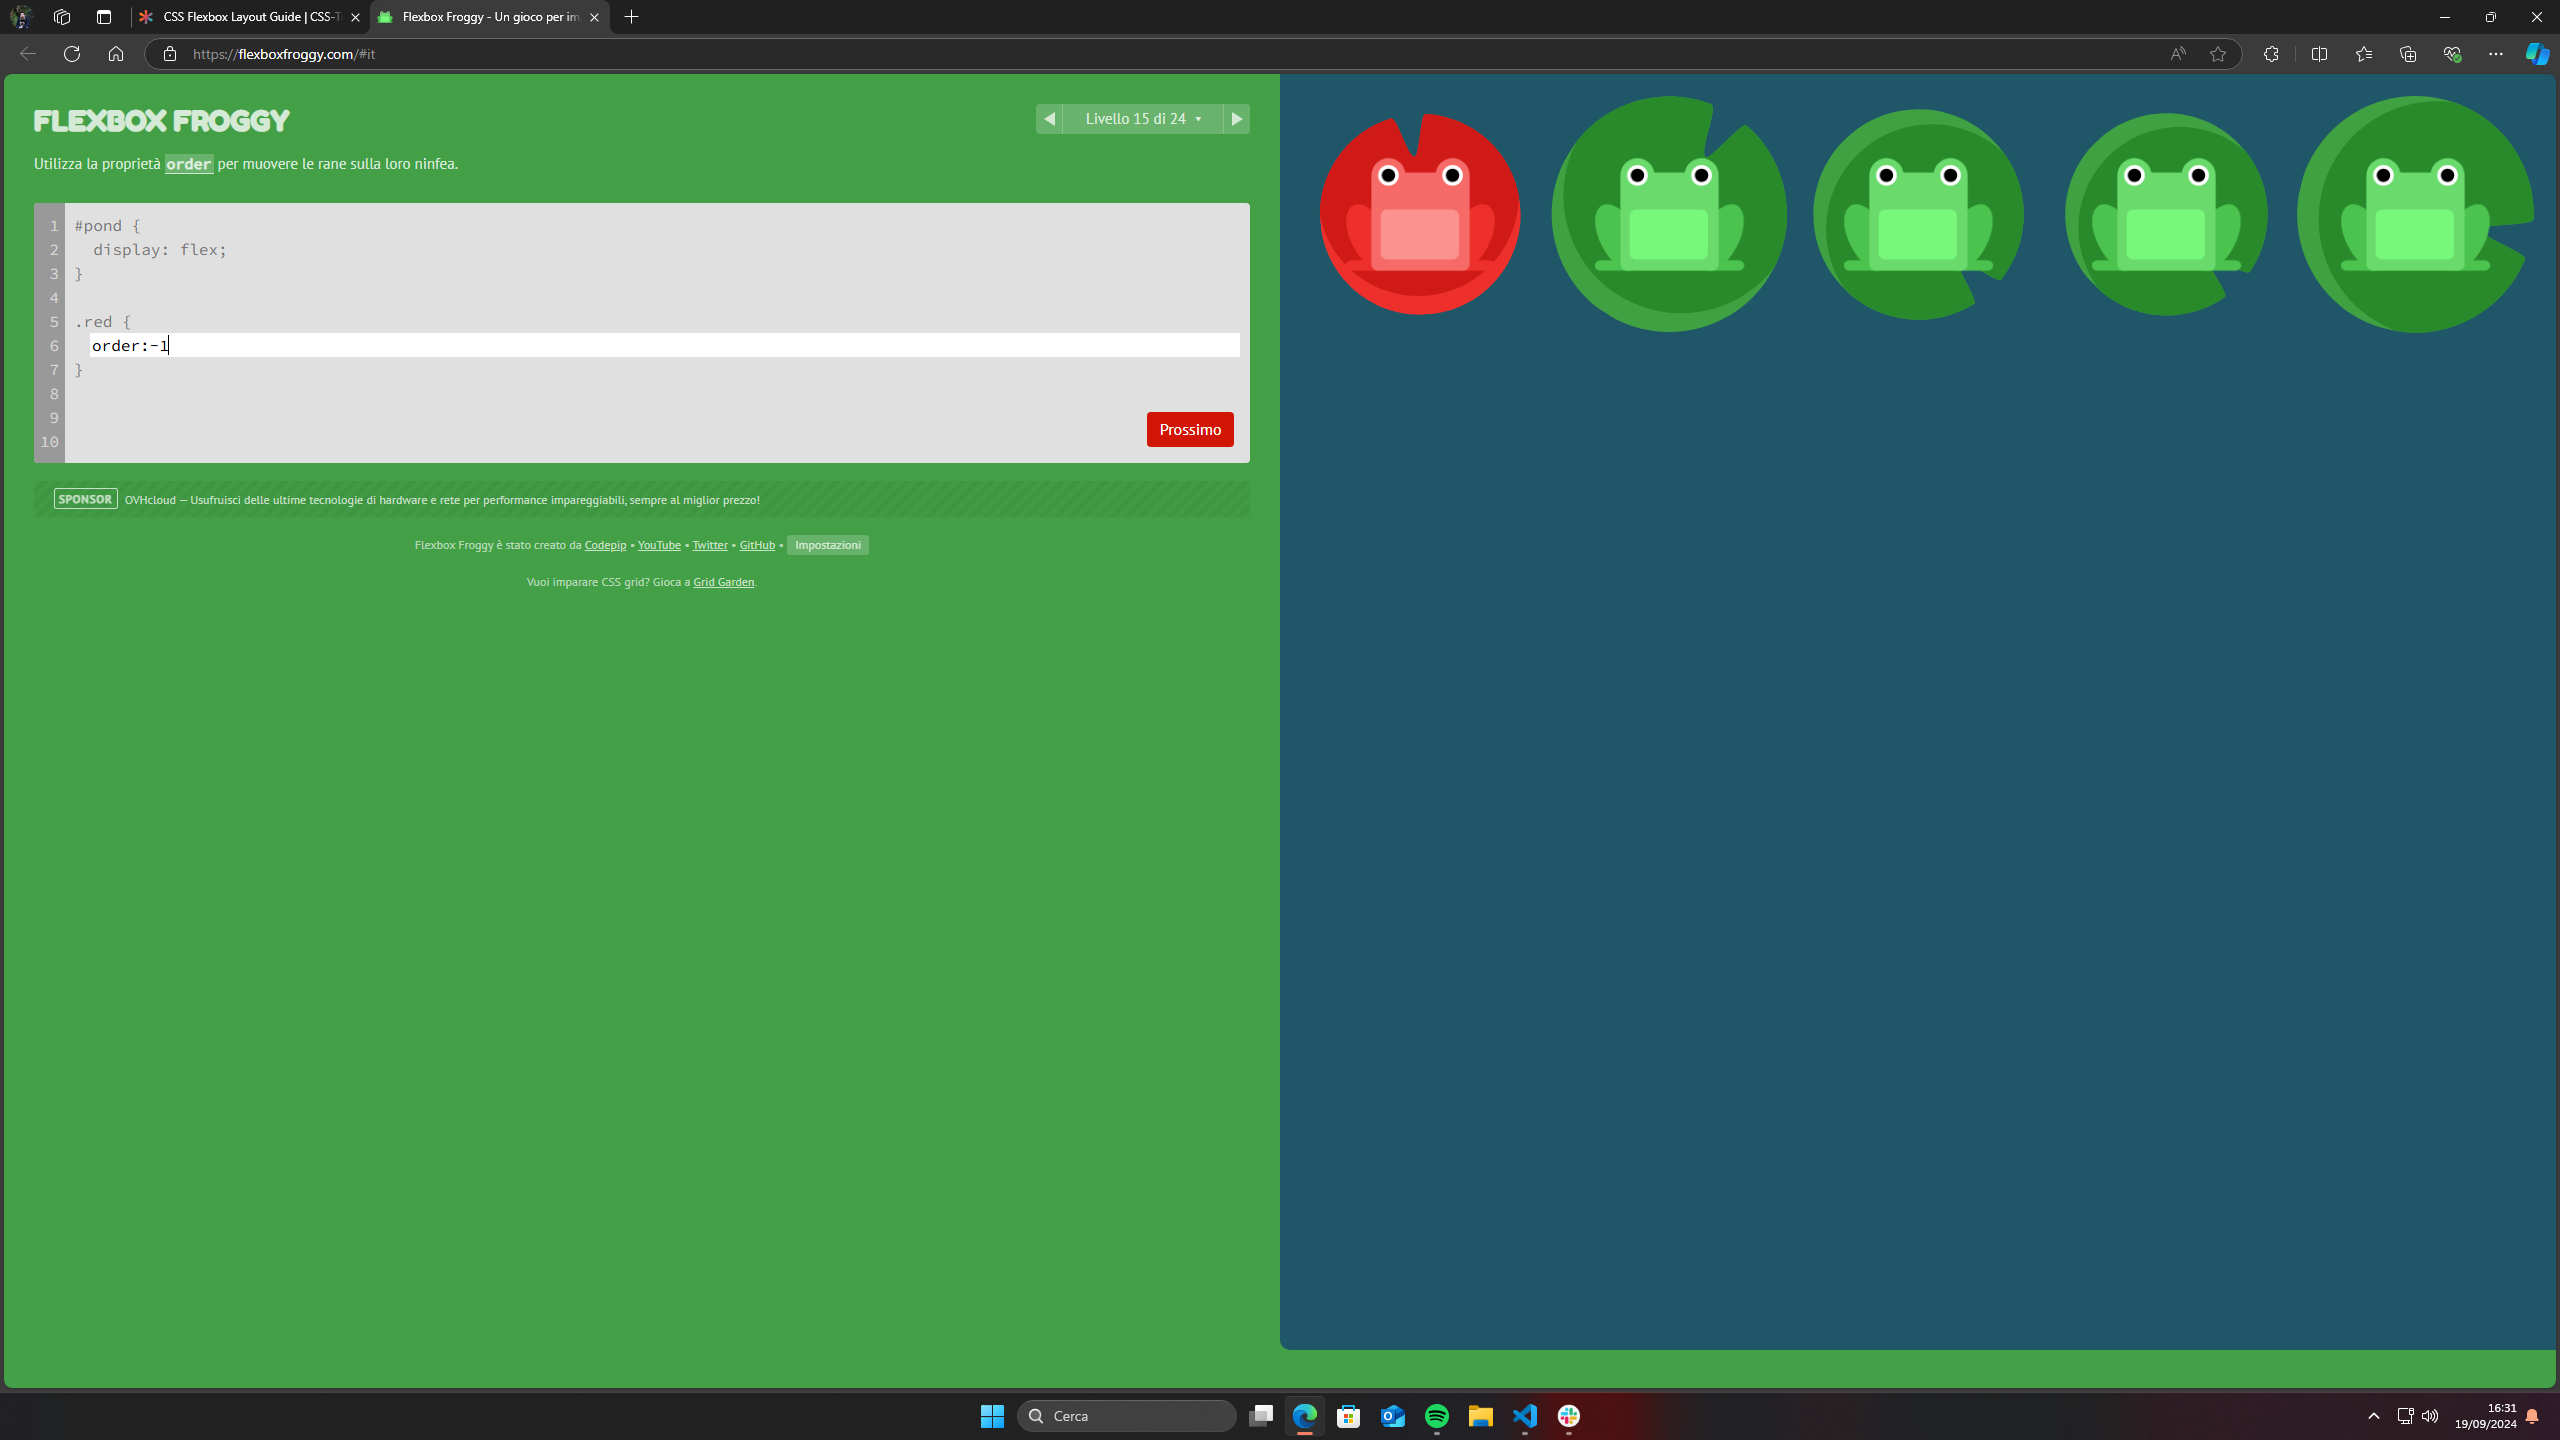 CSS Flexbox Layout Guide | CSS-T
Flexbox Froggy - Un gioco per im
https://flexboxfroggy.com/#it
FLEXBOX FROGGY
Livello 15 di 24
Utilizza la proprietà order per muovere le rane sulla loro ninfea.
1 #pond {
2 display: flex;
3 }
4
5 .red {
6 order:-1
7 }
8
9
10
Prossimo
SPONSOR OVHcloud — Usufruisci delle ultime tecnologie di hardware e rete per performance impareggiabili, sempre al miglior prezzo!
Flexbox Froggy è stato creato da Codepip • YouTube • Twitter • GitHub • Impostazioni
Vuoi imparare CSS grid? Gioca a Grid Garden.
Cerca
16:31
19/09/2024